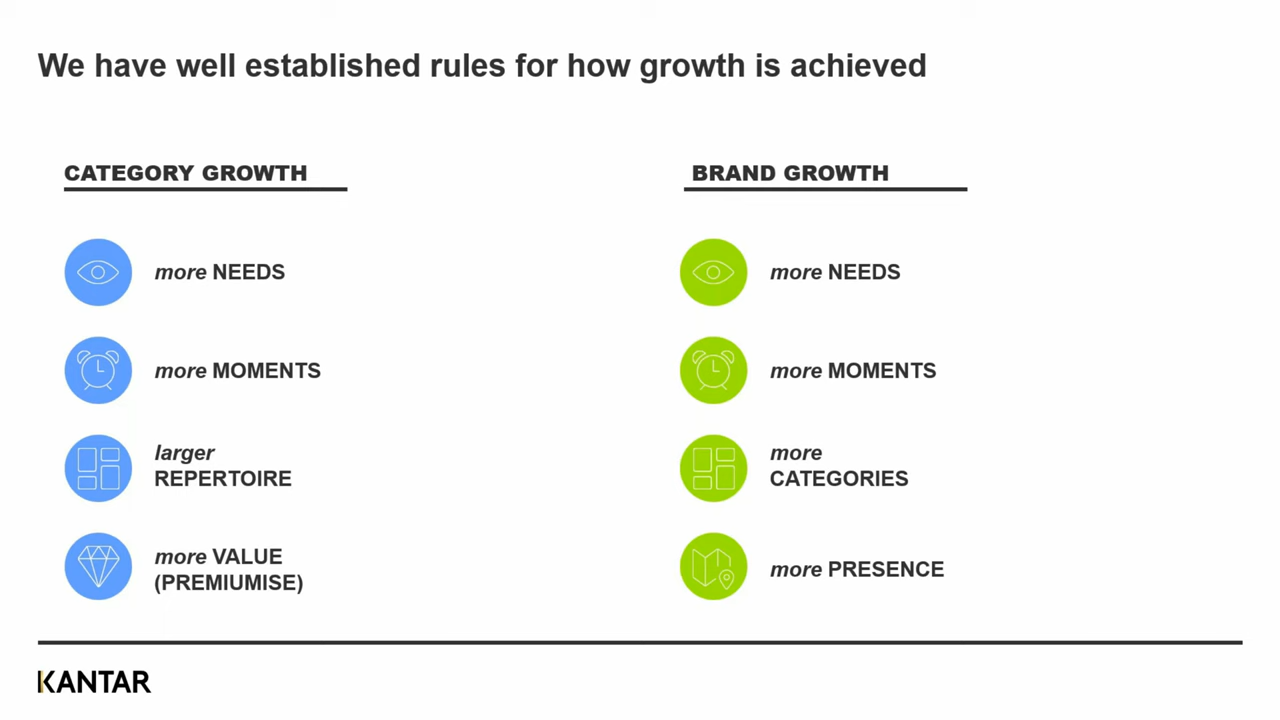 We have well established rules for how growth is achieved
CATEGORY GROWTH
more NEEDS
more MOMENTS
larger
REPERTOIRE
more VALUE
(PREMIUMISE)
BRAND GROWTH
more NEEDS
more MOMENTS
more
CATEGORIES
more PRESENCE
KANTAR